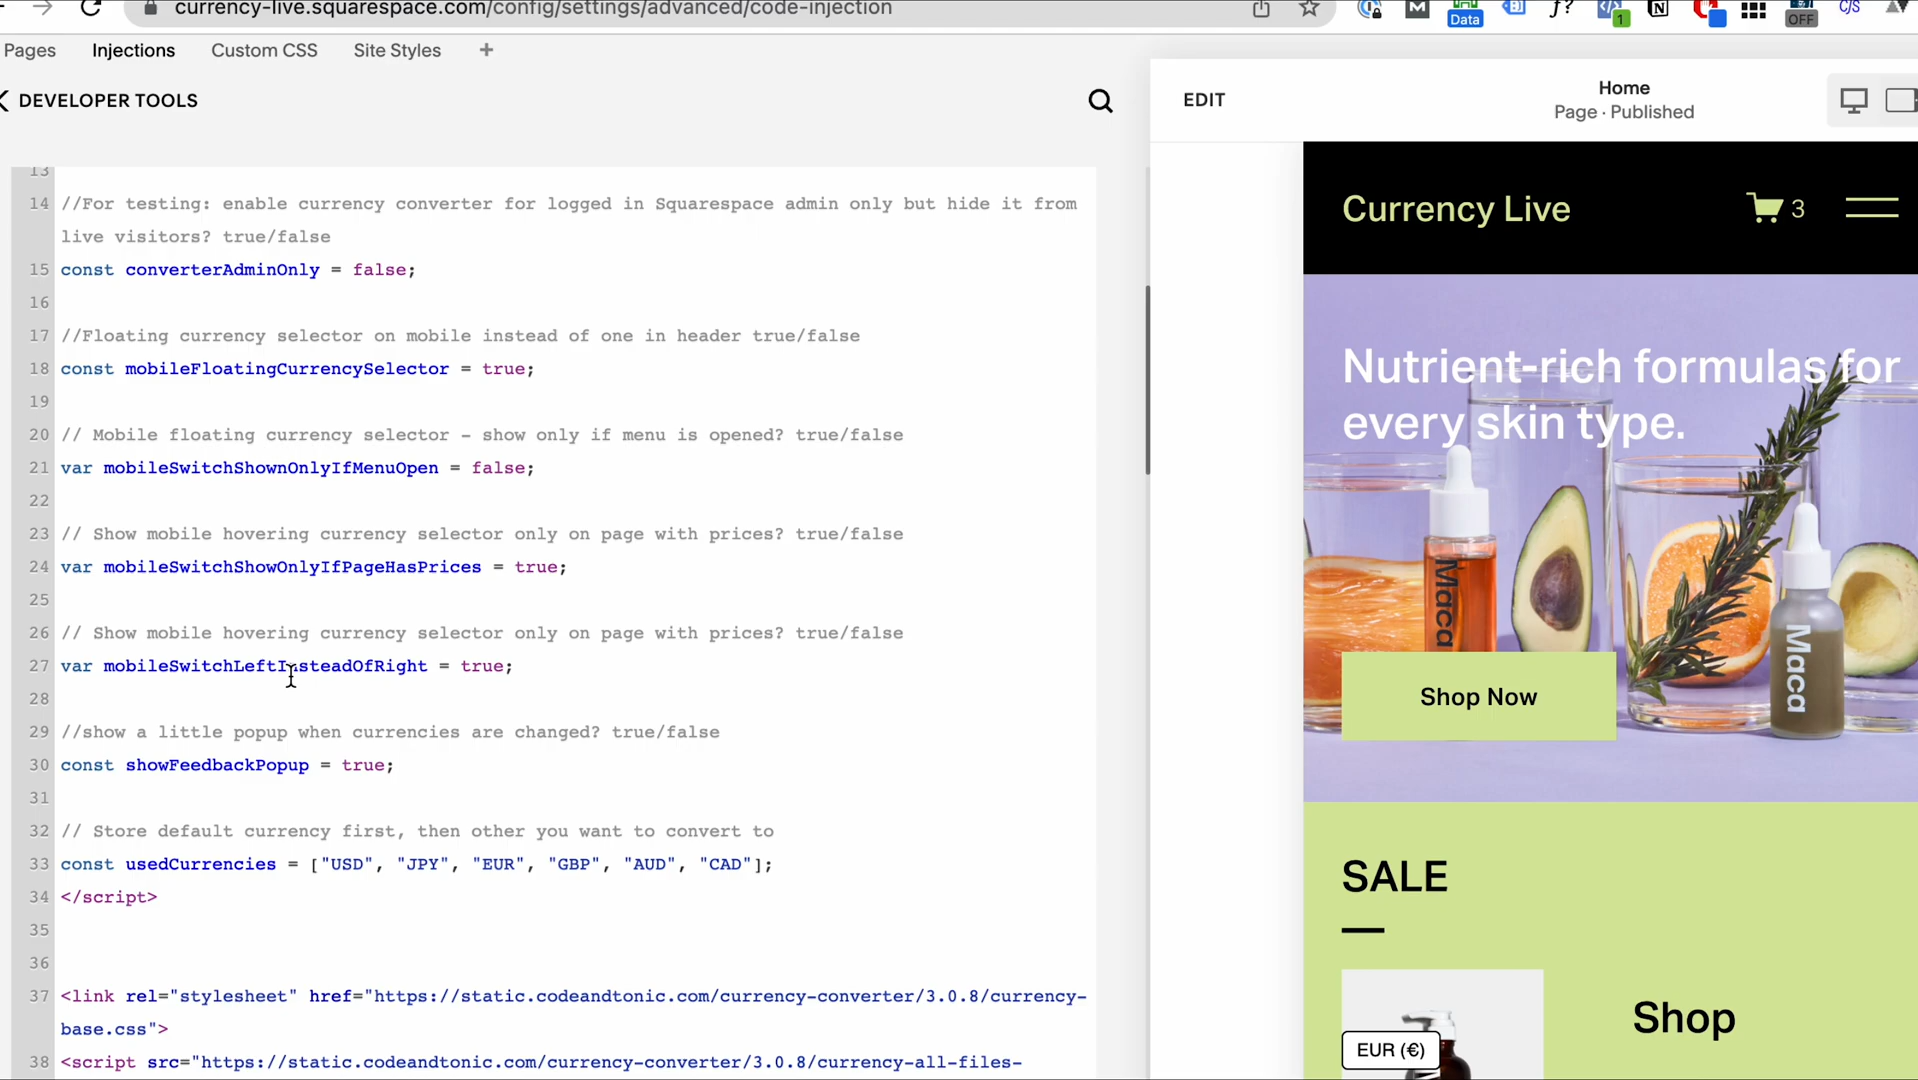 currency-live.squarespace.com/config/settings/advanced/code-injection
Data
1
OFF
Pages
Injections
Custom CSS
Site Styles
+
DEVELOPER TOOLS
13
14 //For testing: enable currency converter for logged in Squarespace admin only but hide it from
live visitors? true/false
15 const converterAdminOnly = false;
16
17 //Floating currency selector on mobile instead of one in header true/false
18 const mobileFloatingCurrencySelector = true;
19
20 // Mobile floating currency selector - show only if menu is opened? true/false
21 var mobileSwitchShownOnlyIfMenuOpen = false;
22
23 // Show mobile hovering currency selector only on page with prices? true/false
24 var mobileSwitchShowOnlyIfPageHasPrices = true;
25
26 // Show mobile hovering currency selector only on page with prices? true/false
27 var mobileSwitchLeftInsteadOfRight = true;
28
29 //show a little popup when currencies are changed? true/false
30 const showFeedbackPopup = true;
31
32 // Store default currency first, then other you want to convert to
33 const usedCurrencies = ["USD", "JPY", "EUR", "GBP", "AUD", "CAD"];
34 </script>
35
36
37 <link rel="stylesheet" href="https://static.codeandtonic.com/currency-converter/3.0.8/currency-
base.css">
38 <script src="https://static.codeandtonic.com/currency-converter/3.0.8/currency-all-files-
EDIT
Home
Page · Published
Currency Live
3
Nutrient-rich formulas for
every skin type.
Maca
Maca
Shop Now
SALE
Shop
EUR (€)